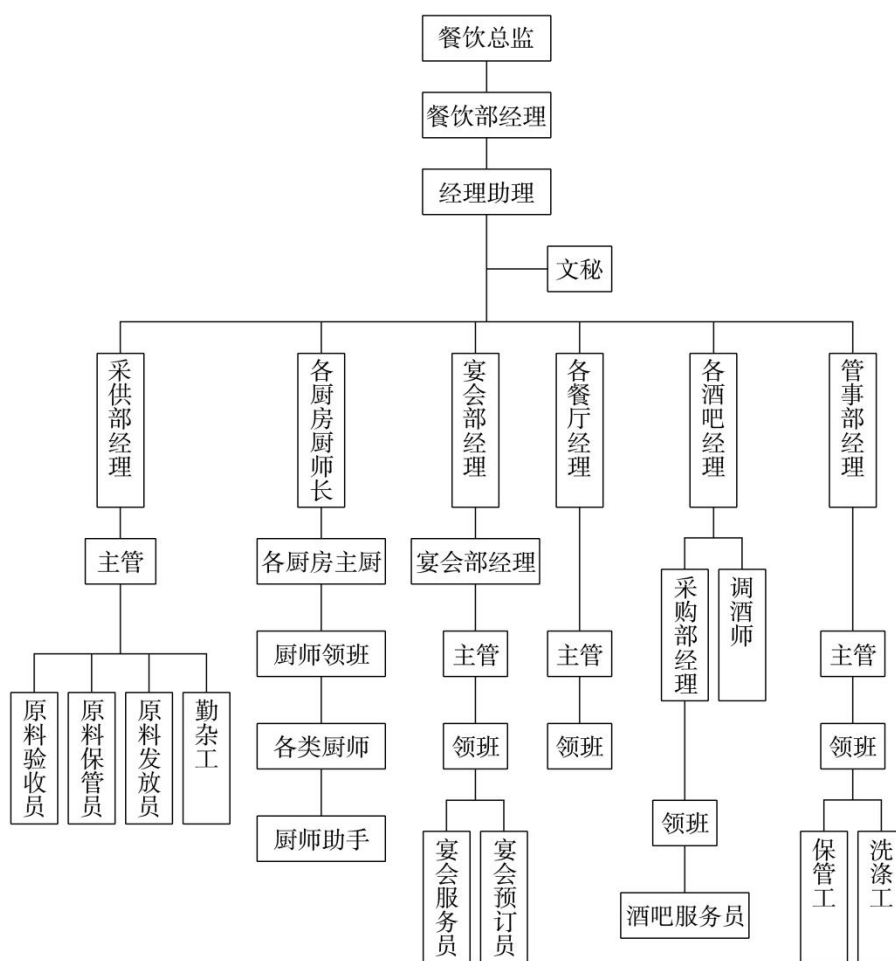 餐饮总监
餐饮部经理
经理助理
文秘
采供部经理
各厨房厨师长
宴会部经理
各餐厅经理
各酒吧经理
管事部经理
主管
各厨房主厨
宴会部经理
采购部经理
调酒师
厨师领班
主管
主管
主管
原料验收员
原料保管员
原料发放员
勤杂工
各类厨师
领班
领班
领班
厨师助手
领班
宴会服务员
宴会预订员
酒吧服务员
保管工
洗涤工